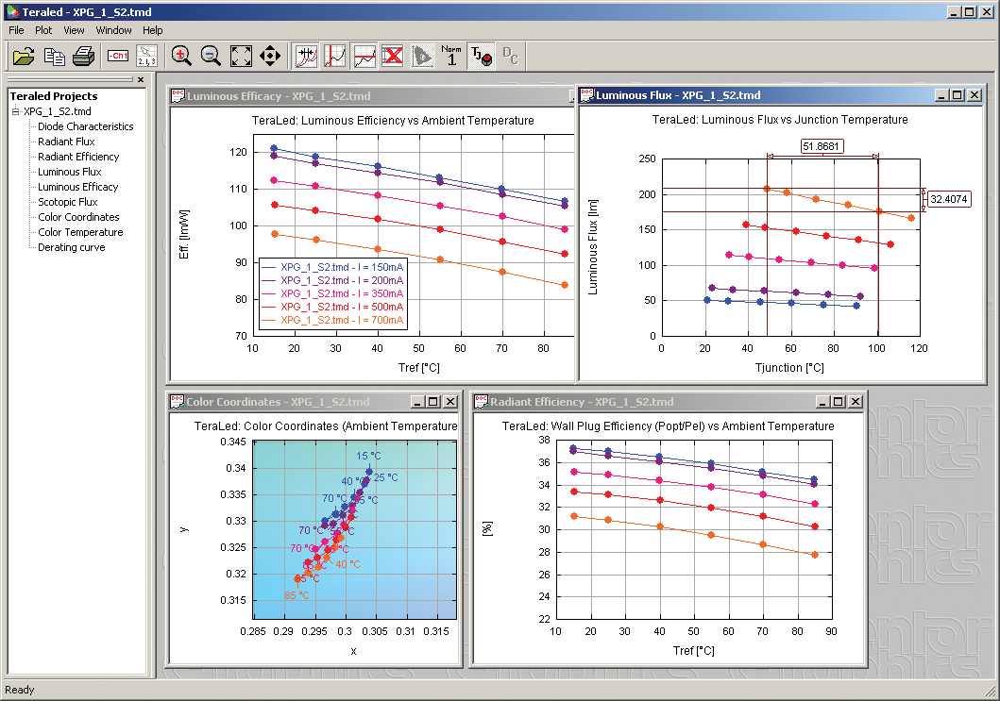 Teraled - XPG_1_S2.tmd
File Plot View Window Help
-Ch1 2.1,3 Norm 1 TJ DC
Teraled Projects
XPG_1_S2.tmd
Diode Characteristics
Radiant Flux
Radiant Efficiency
Luminous Flux
Luminous Efficacy
Scotopic Flux
Color Coordinates
Color Temperature
Derating curve
DOC Luminous Efficacy - XPG_1_S2.tmd
TeraLed: Luminous Efficiency vs Ambient Temperature
Eff. [lm/W]
120
110
100
90
80
70
XPG_1_S2.tmd - I = 150mA
XPG_1_S2.tmd - I = 200mA
XPG_1_S2.tmd - I = 350mA
XPG_1_S2.tmd - I = 500mA
XPG_1_S2.tmd - I = 700mA
10 20 30 40 50 60 70 80
Tref [°C]
DOC Luminous Flux - XPG_1_S2.tmd
TeraLed: Luminous Flux vs Junction Temperature
51.8681
32.4074
Luminous Flux [lm]
250
200
150
100
50
0
0 20 40 60 80 100 120
Tjunction [°C]
DOC Color Coordinates - XPG_1_S2.tmd
TeraLed: Color Coordinates (Ambient Temperature
y
0.345
0.34
0.335
0.33
0.325
0.32
0.315
15 °C
25 °C
40 °C
70 °C
70 °C
70 °C
40 °C
85 °C
85 °C
0.285 0.29 0.295 0.3 0.305 0.31 0.315
x
DOC Radiant Efficiency - XPG_1_S2.tmd
TeraLed: Wall Plug Efficiency (Popt/Pel) vs Ambient Temperature
[%]
38
36
34
32
30
28
26
24
22
10 20 30 40 50 60 70 80 90
Tref [°C]
Ready